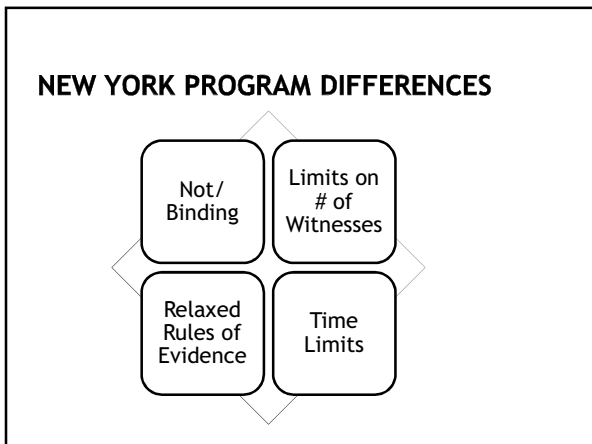 NEW YORK PROGRAM DIFFERENCES
Not/
Binding
Limits on
# of
Witnesses
Relaxed
Rules of
Evidence
Time
Limits